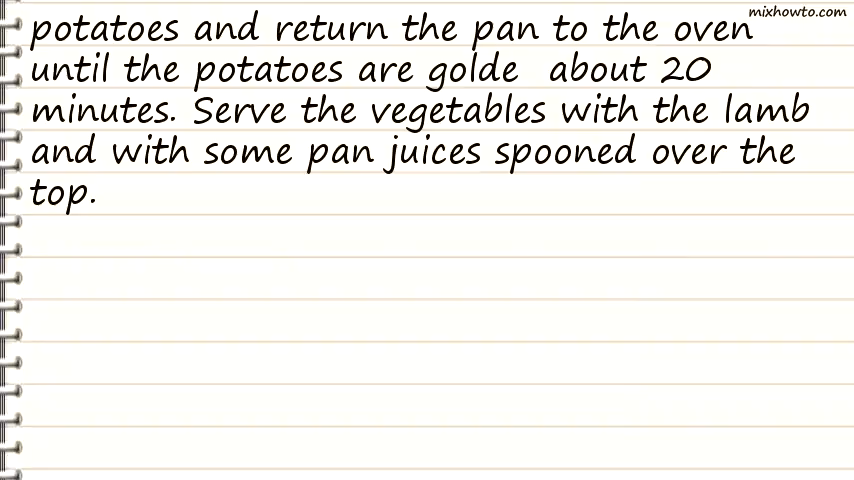 mixhowto.com
potatoes and return the pan to the oven
until the potatoes are golde  about 20
minutes. Serve the vegetables with the lamb
and with some pan juices spooned over the
top.